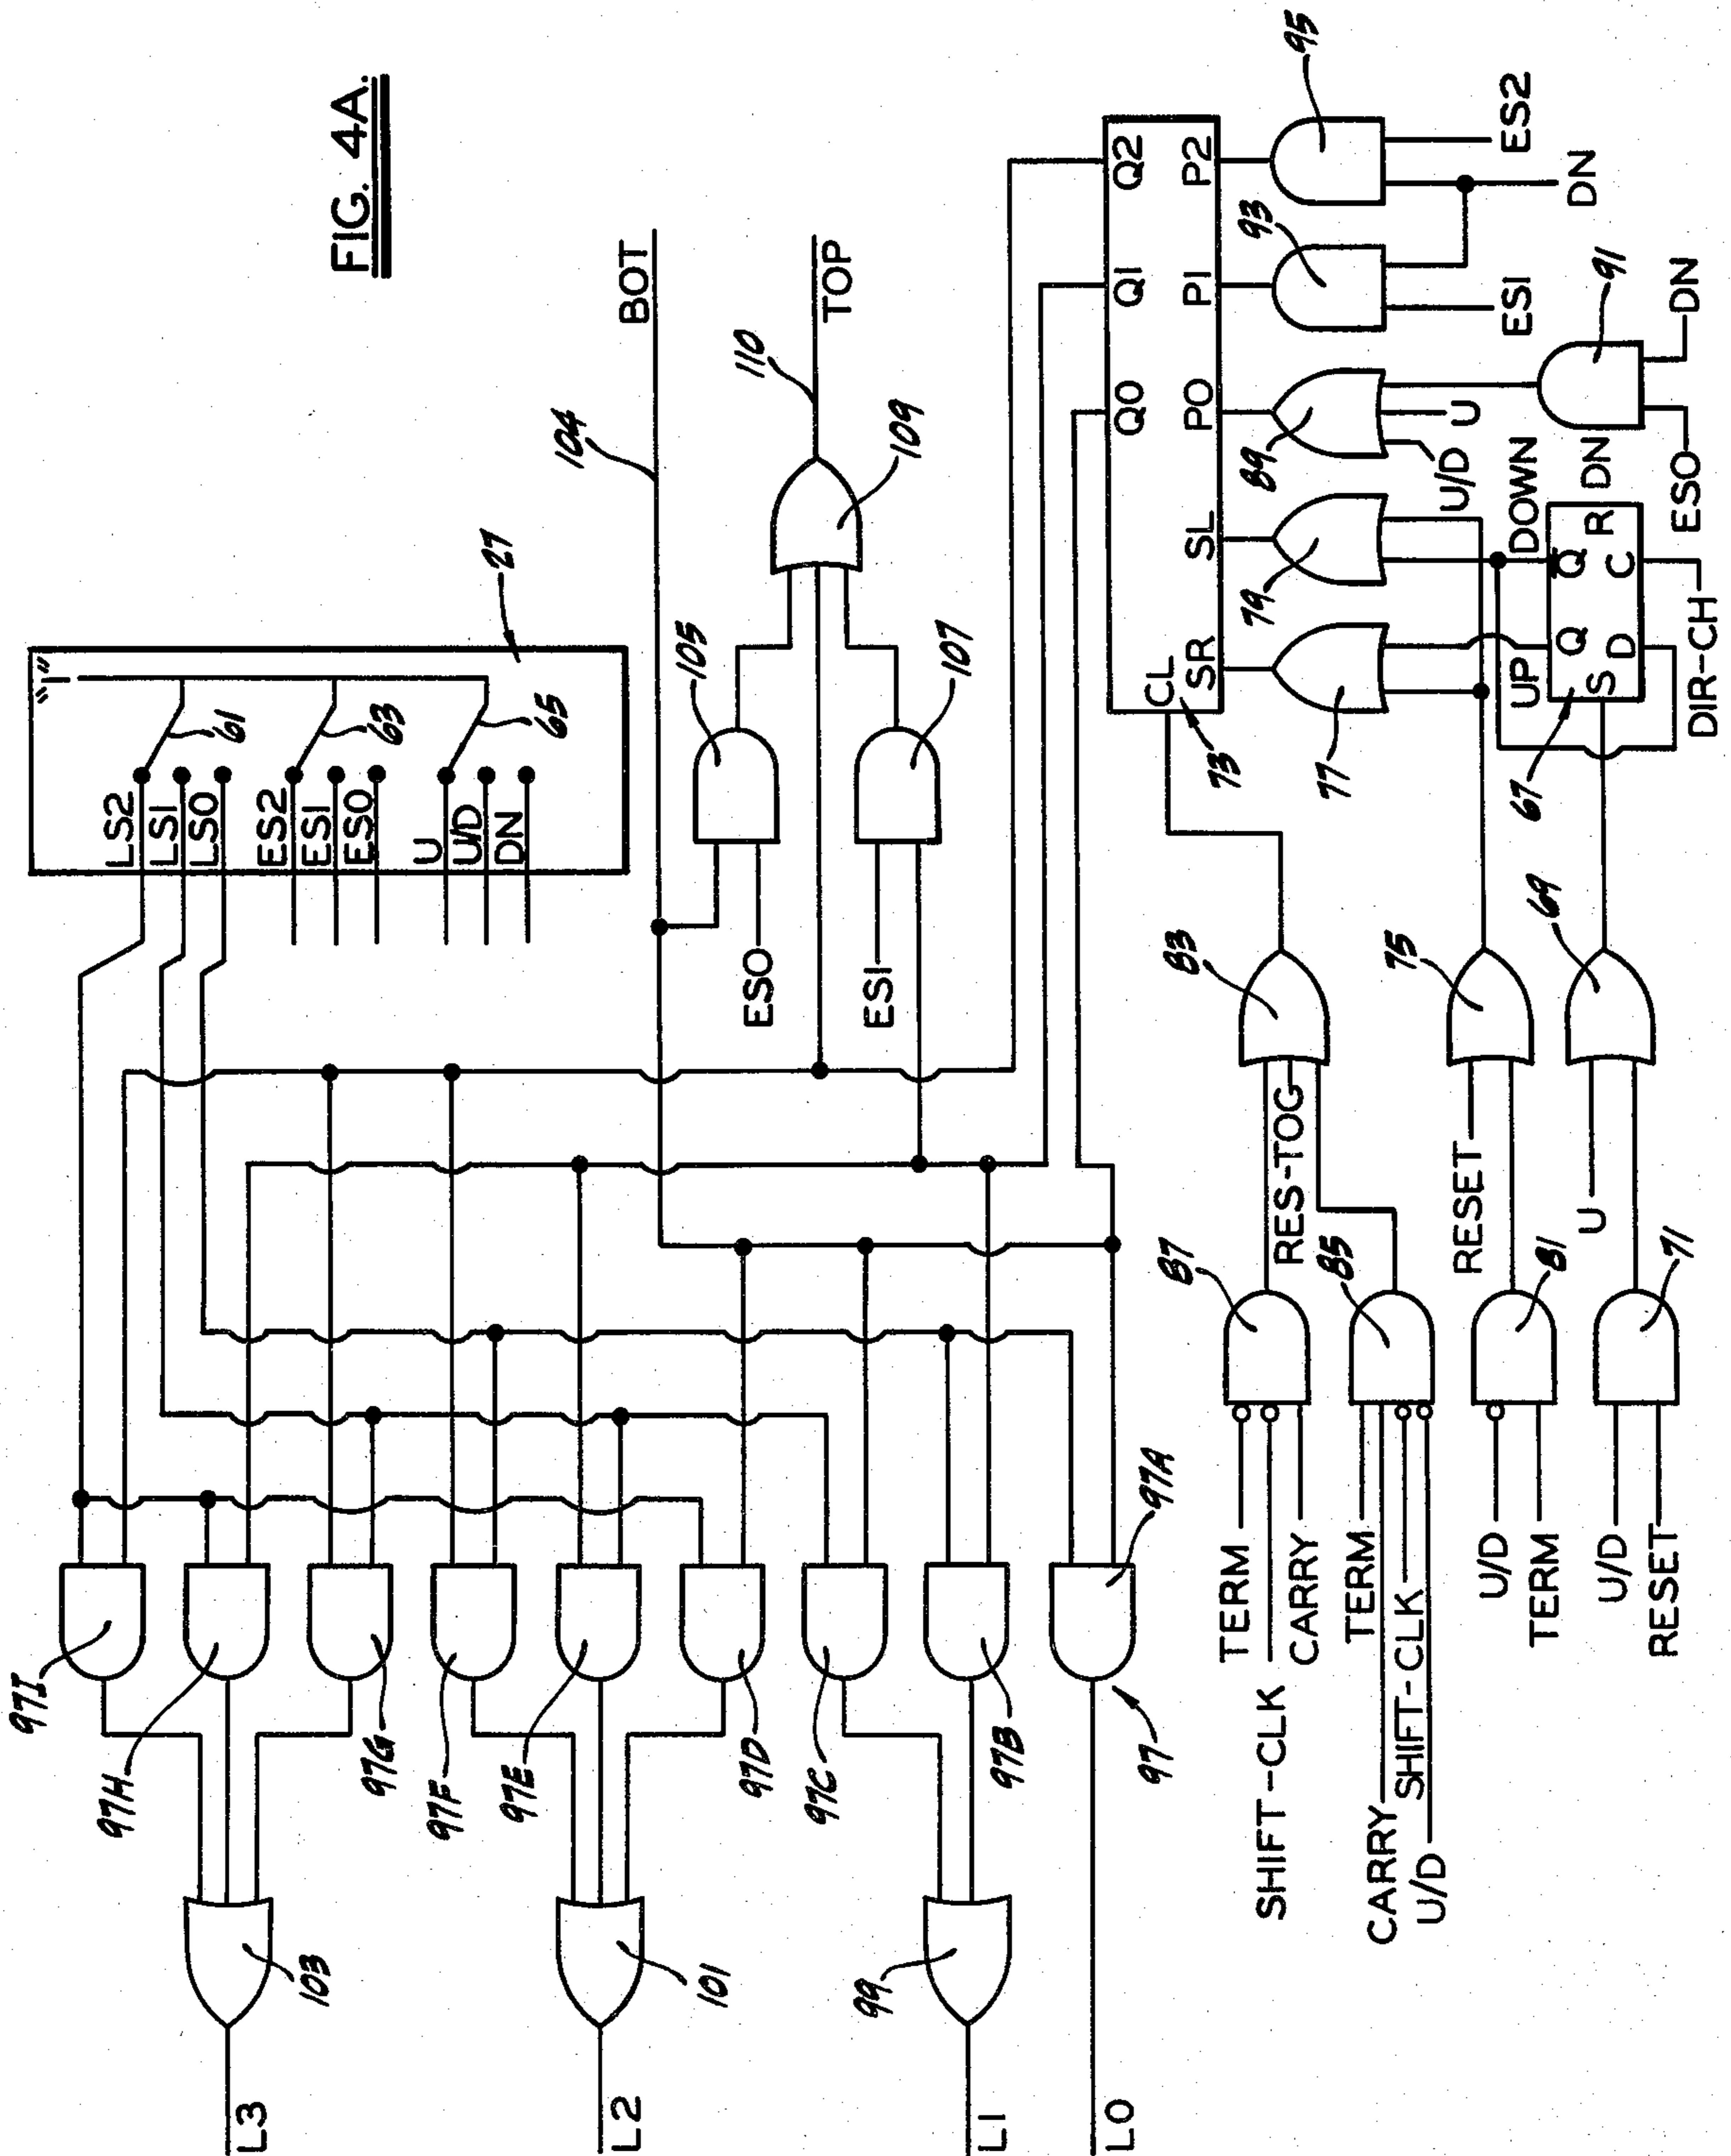 FIG. 4A.
"1"
27
LS2
61
LS1
LS0
ES2
63
ES1
ES0
U
65
U/D
DN
104
BOT
105
ES0
110
TOP
109
ES1
107
97I
97H
97G
97F
97E
97D
97C
97B
97A
97
103
101
99
L3
L2
L1
L0
Q0
Q1
Q2
CL
SR
SL
P0
P1
P2
73
77
79
89
93
95
U/D
U
ES1
ES2
DN
91
ES0
DN
UP
DOWN
Q
Q
DN
S
R
D
C
67
DIR-CH
83
87
TERM
SHIFT-CLK
CARRY
RES-TOG
85
TERM
CARRY
SHIFT-CLK
U/D
75
RESET
81
U/D
TERM
69
U
71
U/D
RESET